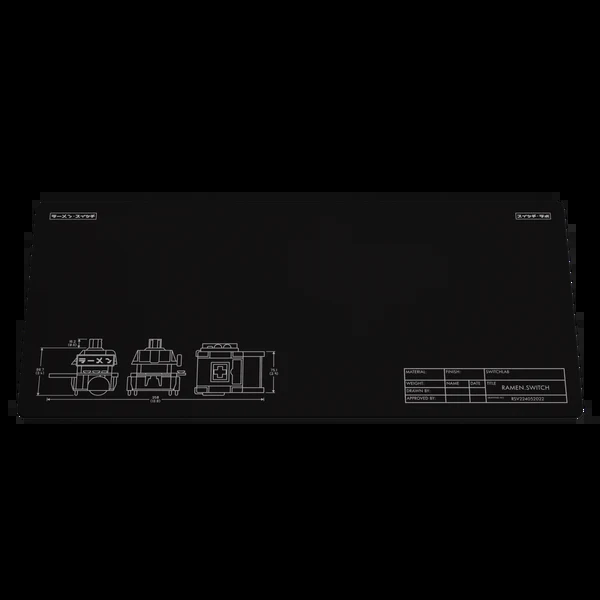 ラーメン・スイッチ
スイッチ・ラボ
ラーメン
MATERIAL:
FINISH:
SWITCHLAB
WEIGHT:
NAME
DATE
TITLE
RAMEN.SWITCH
DRAWN BY:
APPROVED BY:
RSV23A052022